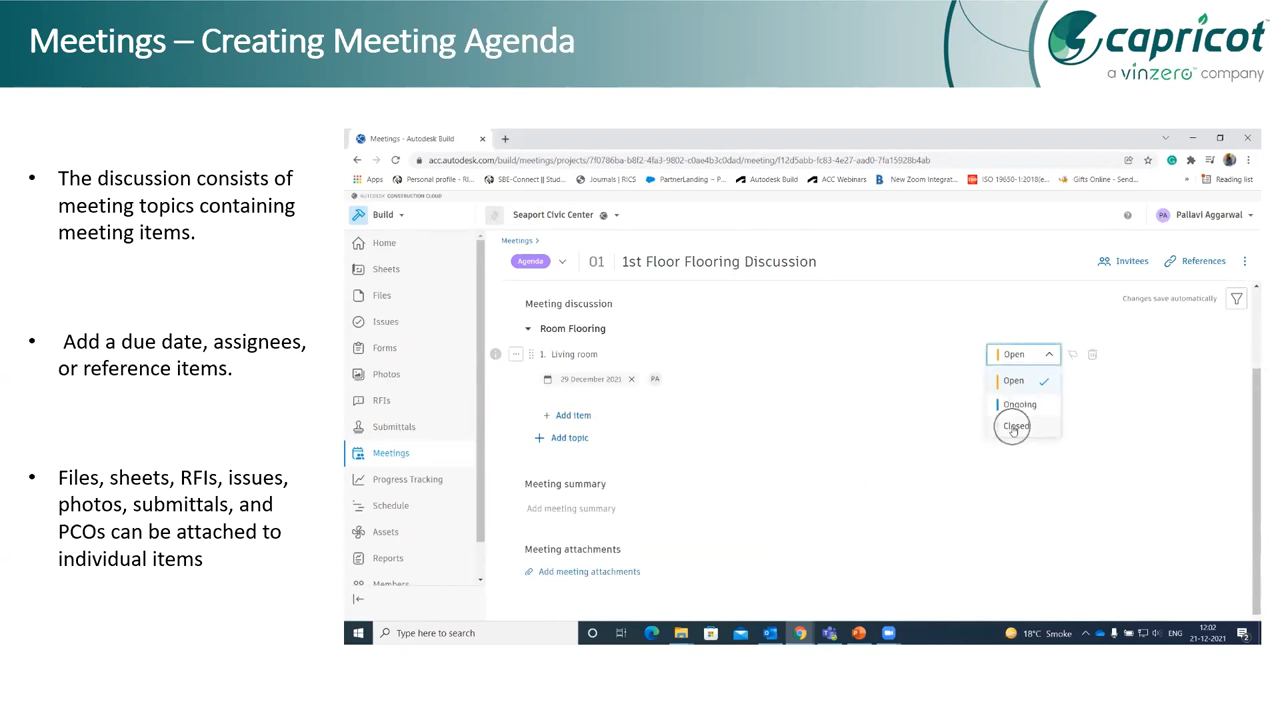 Meetings – Creating Meeting Agenda
capricot
a vinzero™ company
• The discussion consists of
meeting topics containing
meeting items.
• Add a due date, assignees,
or reference items.
• Files, sheets, RFIs, issues,
photos, submittals, and
PCOs can be attached to
individual items
Meetings - Autodesk Build
acc.autodesk.com/build/meetings/projects/7f0786ba-b8f2-4fa3-9802-c0ae4b3c0dad/meeting/f12d5abb-fc83-4e27-aad0-7fa15928b4ab
Apps Personal profile - Ri... SBE-Connect || Stud... Journals | RICS PartnerLanding – P... Autodesk Build ACC Webinars New Zoom Integrat... ISO 19650-1:2018(e... Gifts Online - Send... » Reading list
AUTODESK CONSTRUCTION CLOUD
Build Seaport Civic Center PA Pallavi Aggarwal
Home
Sheets
Files
Issues
Forms
Photos
RFIs
Submittals
Meetings
Progress Tracking
Schedule
Assets
Reports
Members
Meetings >
Agenda 01 1st Floor Flooring Discussion Invitees References
Meeting discussion Changes save automatically
Room Flooring
1. Living room Open
29 December 2021 PA
Open
Ongoing
Closed
+ Add item
+ Add topic
Meeting summary
Add meeting summary
Meeting attachments
Add meeting attachments
Type here to search 18°C Smoke ENG 12:02
21-12-2021